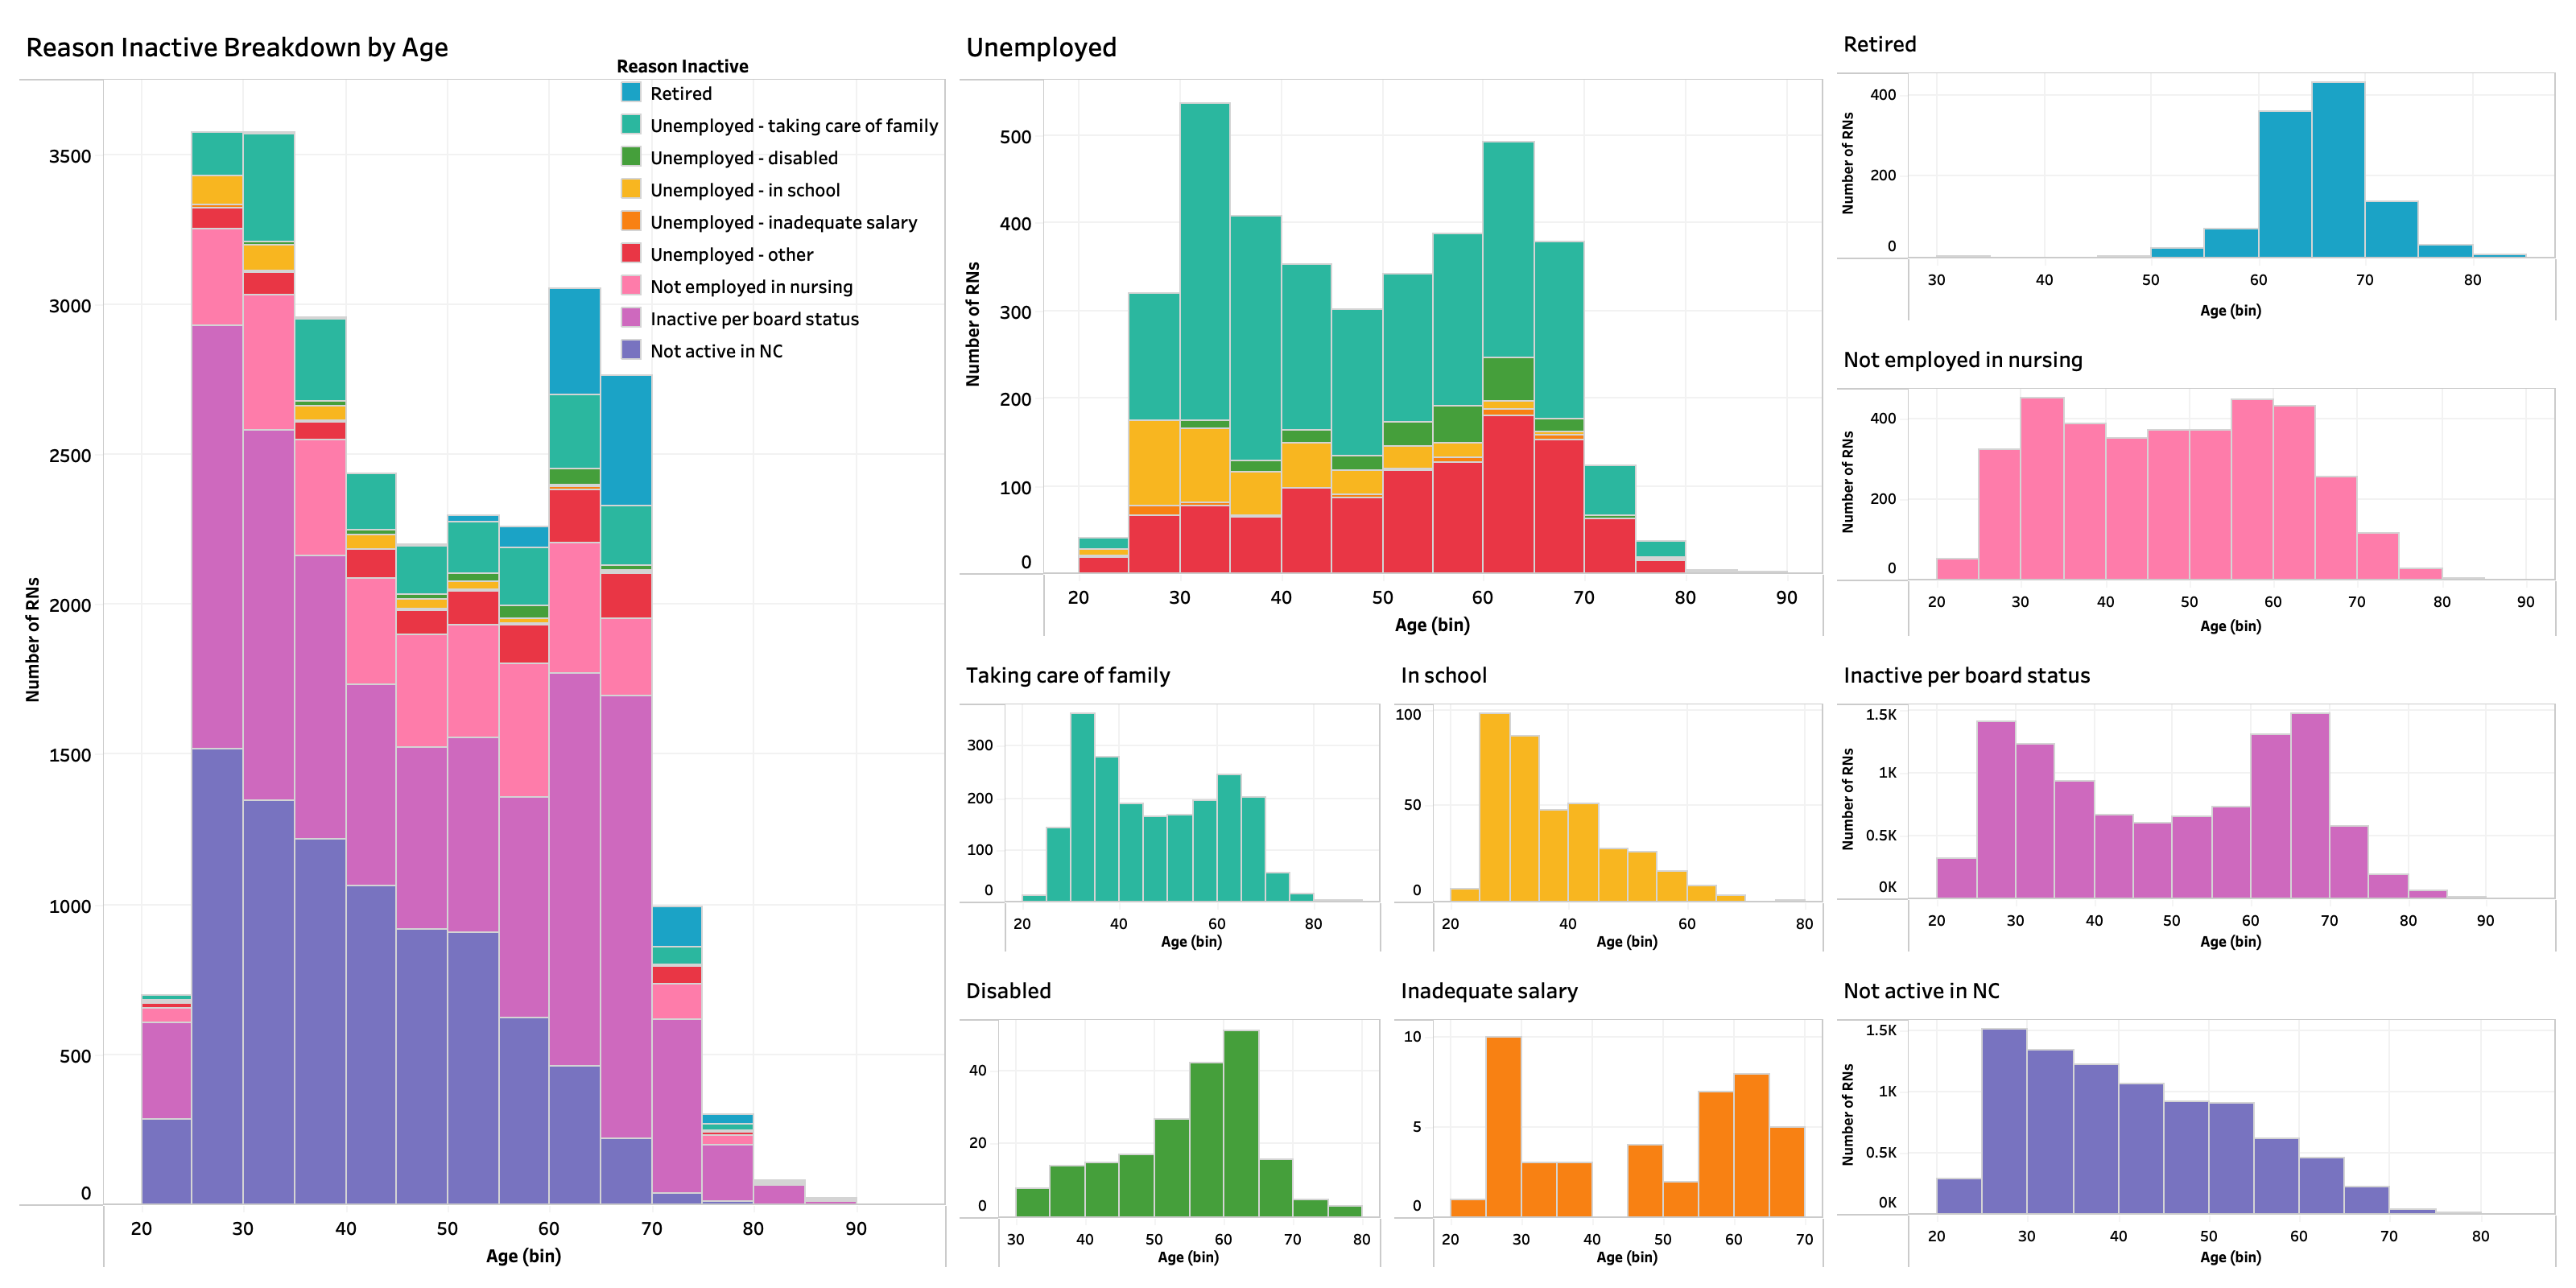 Reason Inactive Breakdown by Age
Reason Inactive
Retired
Unemployed - taking care of family
Unemployed - disabled
Unemployed - in school
Unemployed - inadequate salary
Unemployed - other
Not employed in nursing
Inactive per board status
Not active in NC
Number of RNs
3500
3000
2500
2000
1500
1000
500
0
20 30 40 50 60 70 80 90
Age (bin)
Unemployed
Number of RNs
500
400
300
200
100
0
20 30 40 50 60 70 80 90
Age (bin)
Taking care of family
300
200
100
0
20 40 60 80
Age (bin)
In school
100
50
0
20 40 60 80
Age (bin)
Disabled
40
20
0
30 40 50 60 70 80
Age (bin)
Inadequate salary
10
5
0
20 30 40 50 60 70
Age (bin)
Retired
Number of RNs
400
200
0
30 40 50 60 70 80
Age (bin)
Not employed in nursing
Number of RNs
400
200
0
20 30 40 50 60 70 80 90
Age (bin)
Inactive per board status
Number of RNs
1.5K
1K
0.5K
0K
20 30 40 50 60 70 80 90
Age (bin)
Not active in NC
Number of RNs
1.5K
1K
0.5K
0K
20 30 40 50 60 70 80
Age (bin)